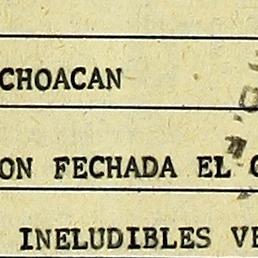 CHOACAN
ON FECHADA EL
INELUDIBLES VE